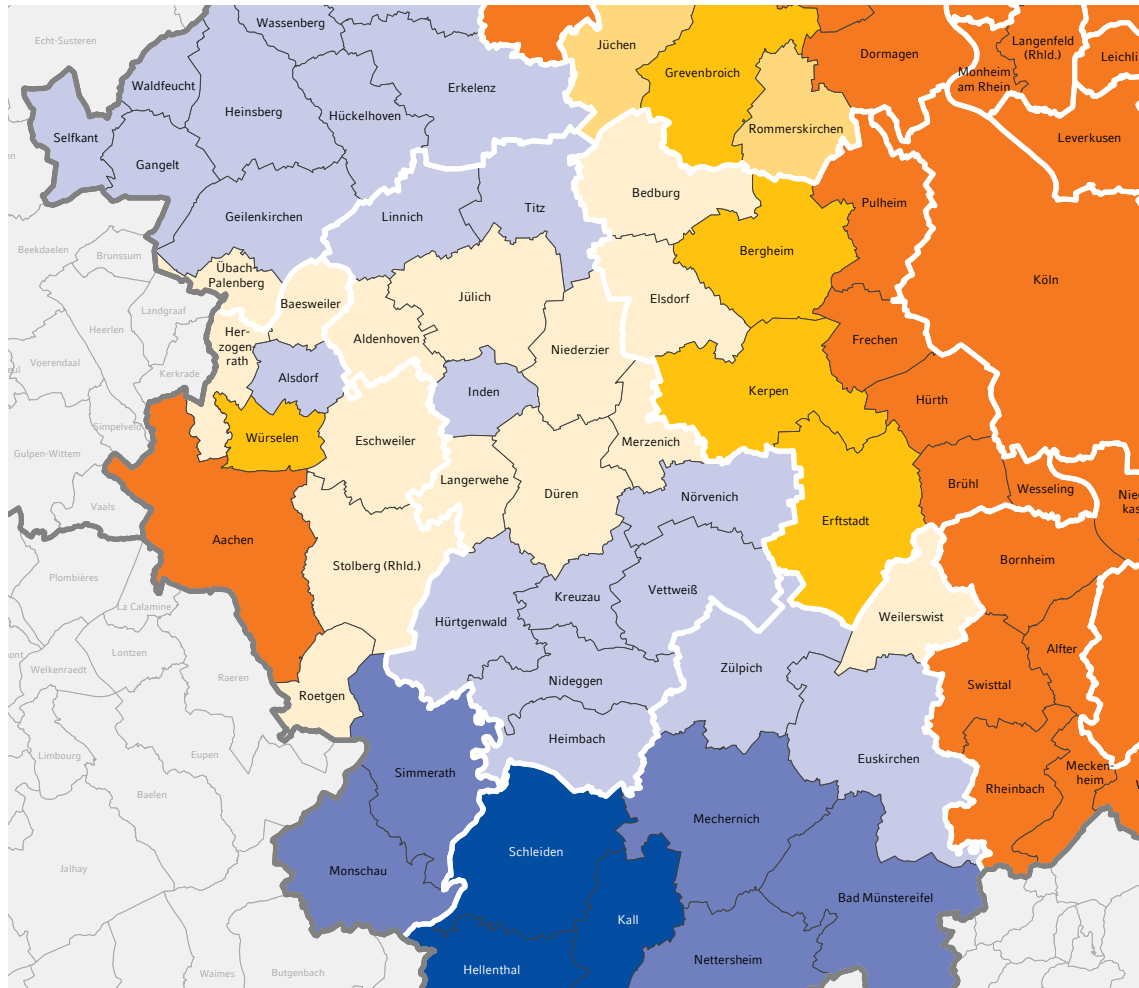 Wassenberg
Echt-Susteren
Jüchen
Langenfeld
(Rhld.)
Dormagen
Leichli
Grevenbroich
Monheim
am Rhein
Waldfeucht
Erkelenz
Heinsberg
Hückelhoven
Rommerskirchen
Selfkant
Leverkusen
en
Gangelt
Bedburg
Pulheim
Titz
Geilenkirchen
Linnich
Beekdaelen
Brunssum
Bergheim
Übach-
Palenberg
Köln
Jülich
Elsdorf
Baesweiler
Landgraaf
Heerlen
Her-
zogen-
rath
Aldenhoven
Frechen
Niederzier
Voerendaal
eul
Kerkrade
Alsdorf
Inden
Kerpen
Hürth
Simpelveld
Würselen
Eschweiler
Merzenich
Gulpen-Wittem
Langerwehe
Brühl
Wesseling
Düren
Nörvenich
Nied
kass
Vaals
Erftstadt
Aachen
Bornheim
Stolberg (Rhld.)
Plombières
Vettweiß
Kreuzau
La Calamine
Weilerswist
Hürtgenwald
Alfter
Lontzen
mont
Welkenraedt
Zülpich
Raeren
Nideggen
Swisttal
Roetgen
Heimbach
Limbourg
Eupen
Euskirchen
Mecken-
heim
Simmerath
W
Rheinbach
Baelen
Mechernich
Schleiden
Jalhay
Monschau
Bad Münstereifel
Kall
Nettersheim
Hellenthal
Waimes
Butgenbach